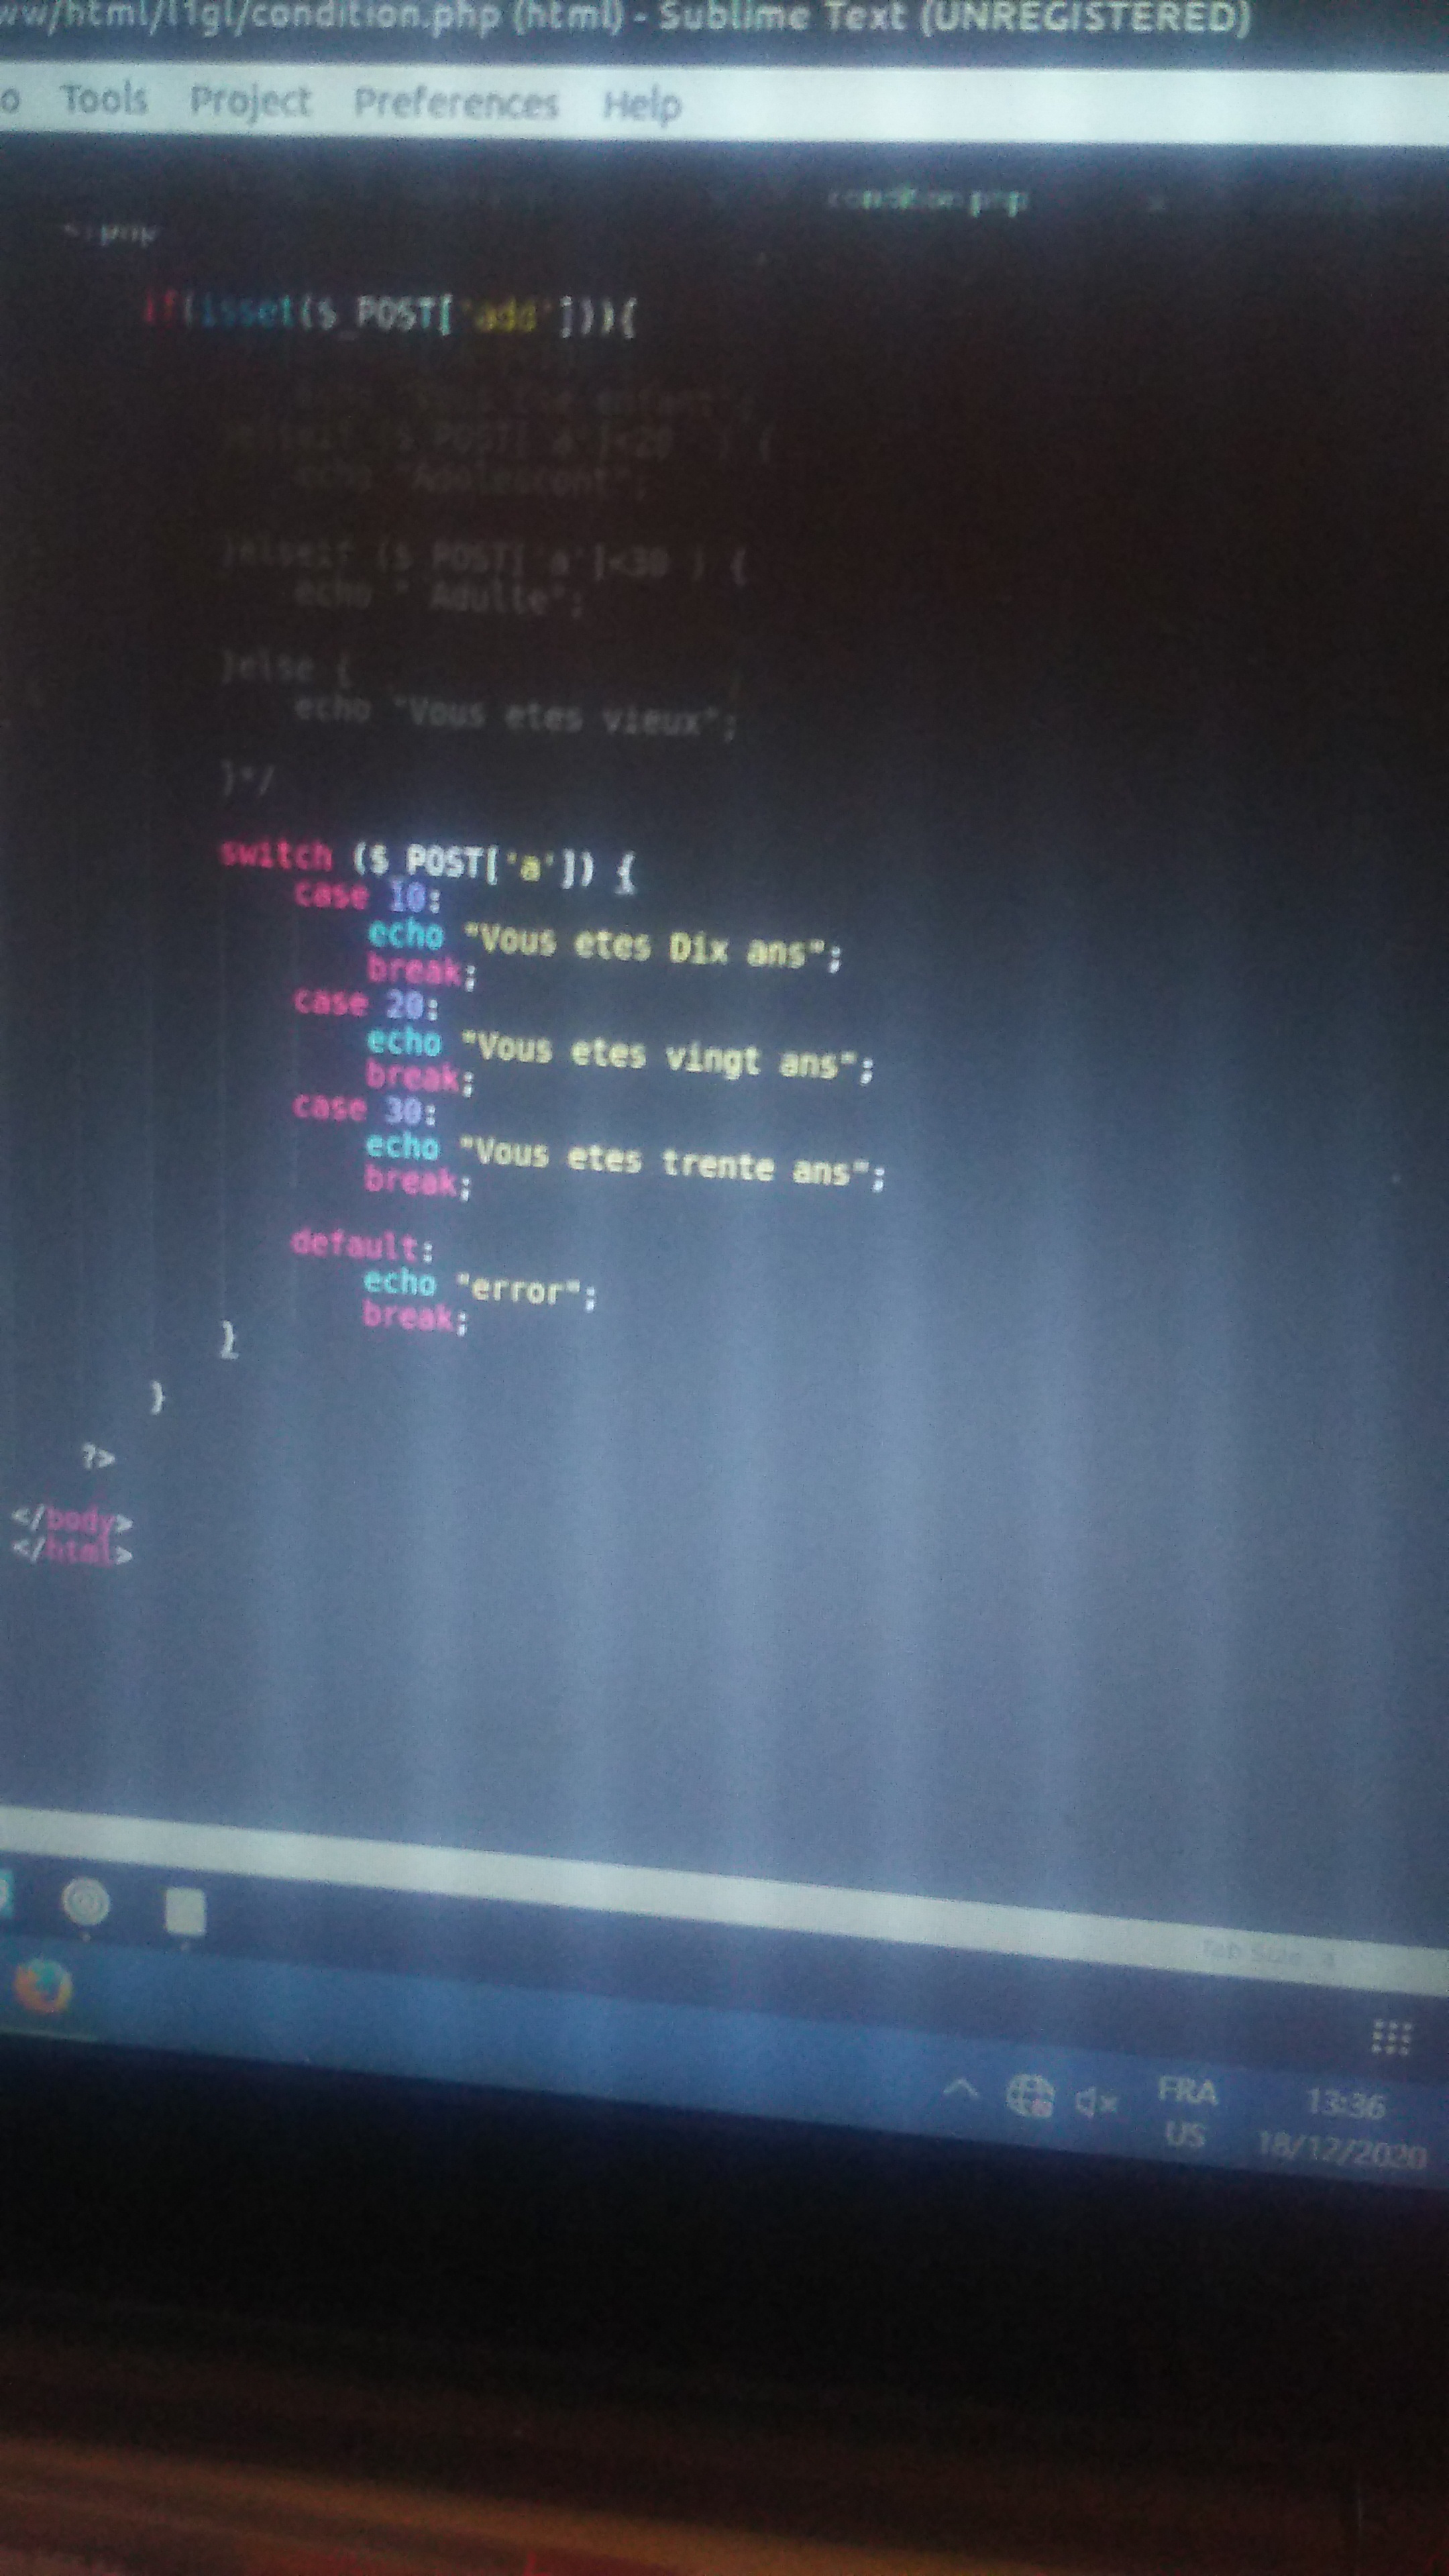 ww/html/l1gl/condition.php (html) - Sublime Text (UNREGISTERED)
o Tools Project Preferences Help
condition.php
<?php
if(isset($_POST['add'])){
enfant";
}elseif ($_POST['a']<20 ) {
echo "Adolescent";
}elseif ($_POST['a']<30 ) {
echo " Adulte";
}else {
echo "Vous etes vieux";
}*/
switch ($_POST['a']) {
case 10:
echo "Vous etes Dix ans";
break;
case 20:
echo "Vous etes vingt ans";
break;
case 30:
echo "Vous etes trente ans";
break;
default:
echo "error";
break;
}
}
?>
</body>
</html>
Tab Size: 4
FRA 13:36
US 18/12/2020